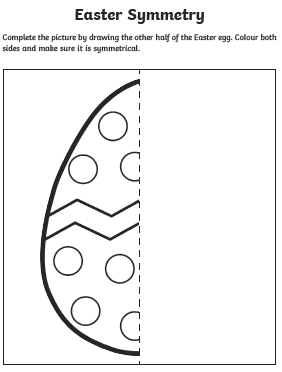 Easter Symmetry
Complete the picture by drawing the other half of the Easter egg. Colour both
sides and make sure it is symmetrical.